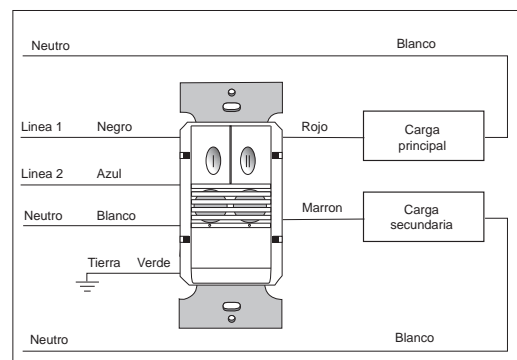 Neutro Blanco
Linea 1 Negro Rojo Carga
principal
Linea 2 Azul
Neutro Blanco Marron Carga
secundaria
Tierra Verde
Neutro Blanco
I II